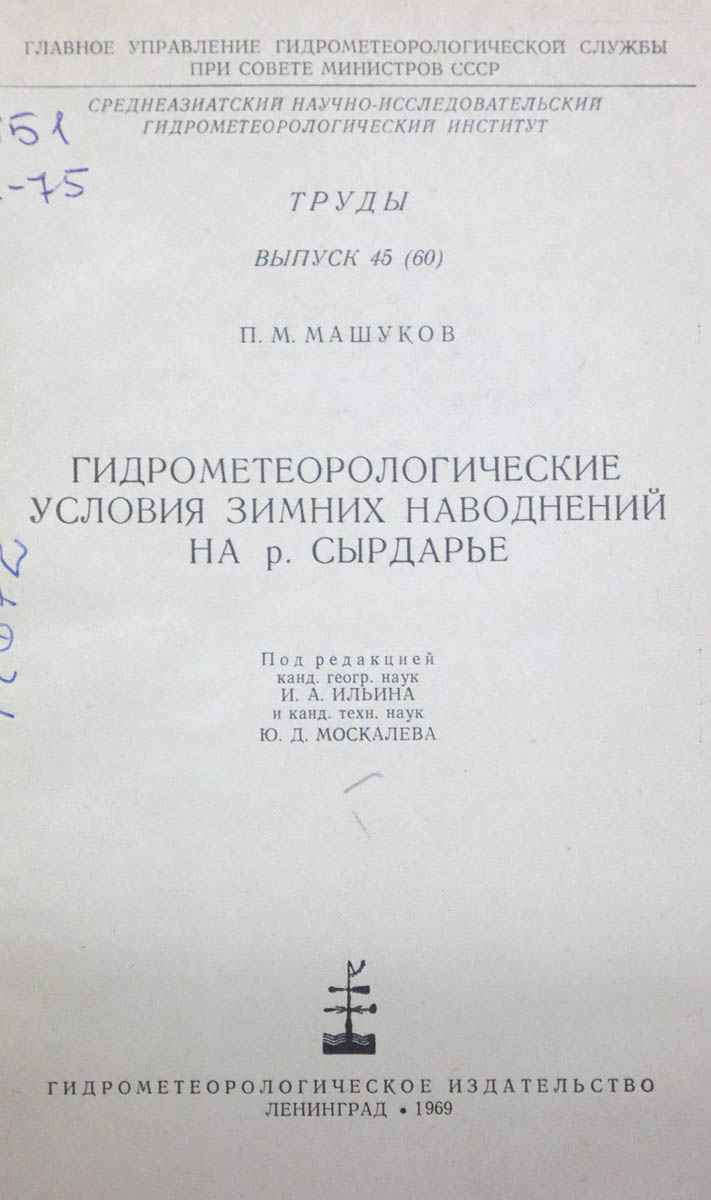 ГЛАВНОЕ УПРАВЛЕНИЕ ГИДРОМЕТЕОРОЛОГИЧЕСКОЙ СЛУЖБЫ
ПРИ СОВЕТЕ МИНИСТРОВ СССР
СРЕДНЕАЗИАТСКИЙ НАУЧНО-ИССЛЕДОВАТЕЛЬСКИЙ
ГИДРОМЕТЕОРОЛОГИЧЕСКИЙ ИНСТИТУТ
551
-75
ТРУДЫ
ВЫПУСК 45 (60)
П. М. МАШУКОВ
ГИДРОМЕТЕОРОЛОГИЧЕСКИЕ
УСЛОВИЯ ЗИМНИХ НАВОДНЕНИЙ
НА р. СЫРДАРЬЕ
Под редакцией
канд. геогр. наук
И. А. ИЛЬИНА
и канд. техн. наук
Ю. Д. МОСКАЛЕВА
ГИДРОМЕТЕОРОЛОГИЧЕСКОЕ ИЗДАТЕЛЬСТВО
ЛЕНИНГРАД • 1969